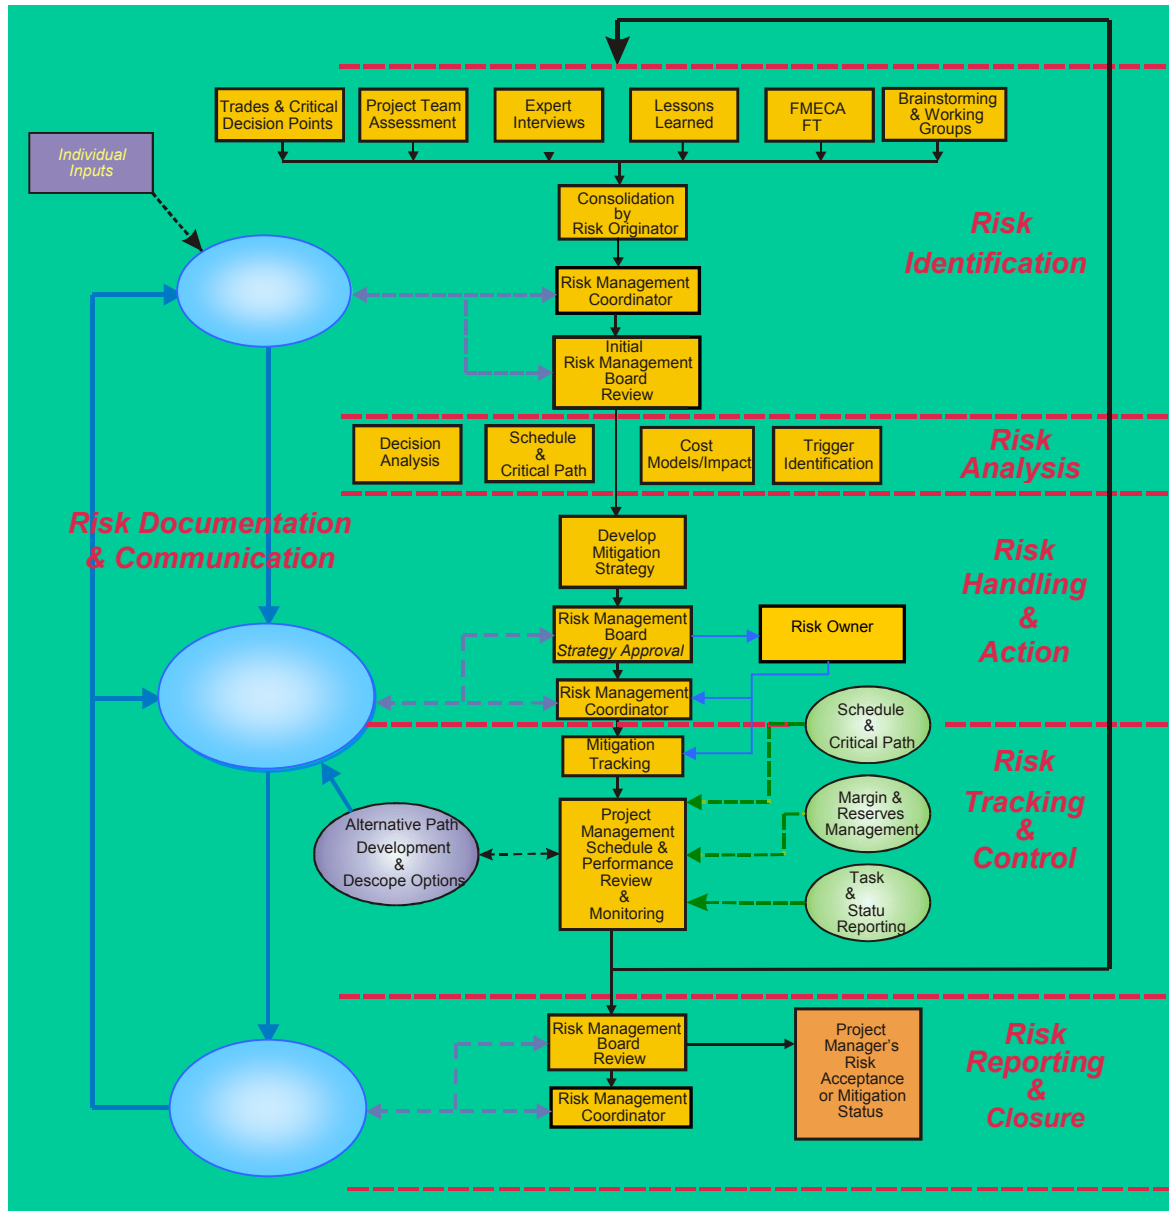 Trades & Critical
Decision Points
Project Team
Assessment
Expert
Interviews
Lessons
Learned
FMECA
FT
Brainstorming
& Working
Groups
Individual
Inputs
Consolidation
by
Risk Originator
Risk
Identification
Risk Management
Coordinator
Initial
Risk Management
Board
Review
Decision
Analysis
Schedule
&
Critical Path
Cost
Models/Impact
Trigger
Identification
Risk
Analysis
Risk Documentation
& Communication
Develop
Mitigation
Strategy
Risk
Handling
&
Action
Risk Management
Board
Strategy Approval
Risk Owner
Risk Management
Coordinator
Schedule
&
Critical Path
Mitigation
Tracking
Risk
Tracking
&
Control
Margin &
Reserves
Management
Alternative Path
Development
&
Descope Options
Project
Management
Schedule &
Performance
Review
&
Monitoring
Task
&
Statu
Reporting
Risk Management
Board
Review
Project
Manager's
Risk
Acceptance
or Mitigation
Status
Risk
Reporting
&
Closure
Risk Management
Coordinator